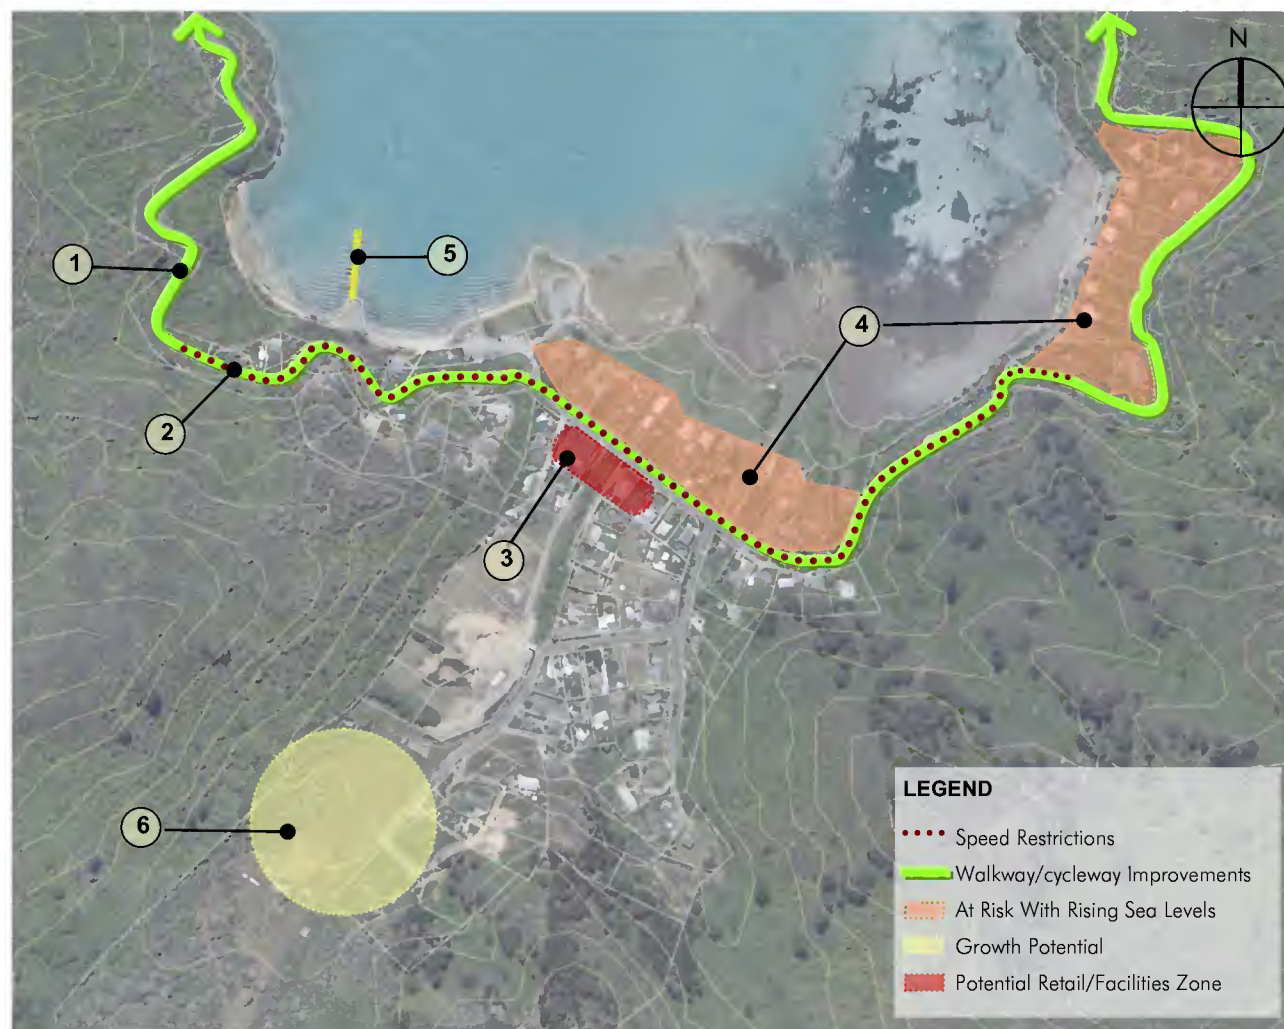 N
1
5
4
2
3
6
LEGEND
Speed Restrictions
Walkway/cycleway Improvements
At Risk With Rising Sea Levels
Growth Potential
Potential Retail/Facilities Zone